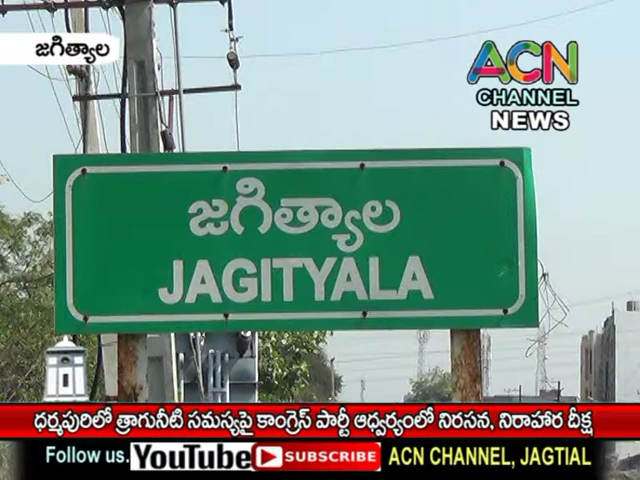 జగిత్యాల
ACN
CHANNEL
NEWS
జగిత్యాల
JAGITYALA
ధర్మపురిలో త్రాగునీటి సమస్యపై కాంగ్రెస్ పార్టీ ఆధ్వర్యంలో నిరసన, నిరాహార దీక్ష
Follow us. YouTube SUBSCRIBE ACN CHANNEL, JAGTIAL